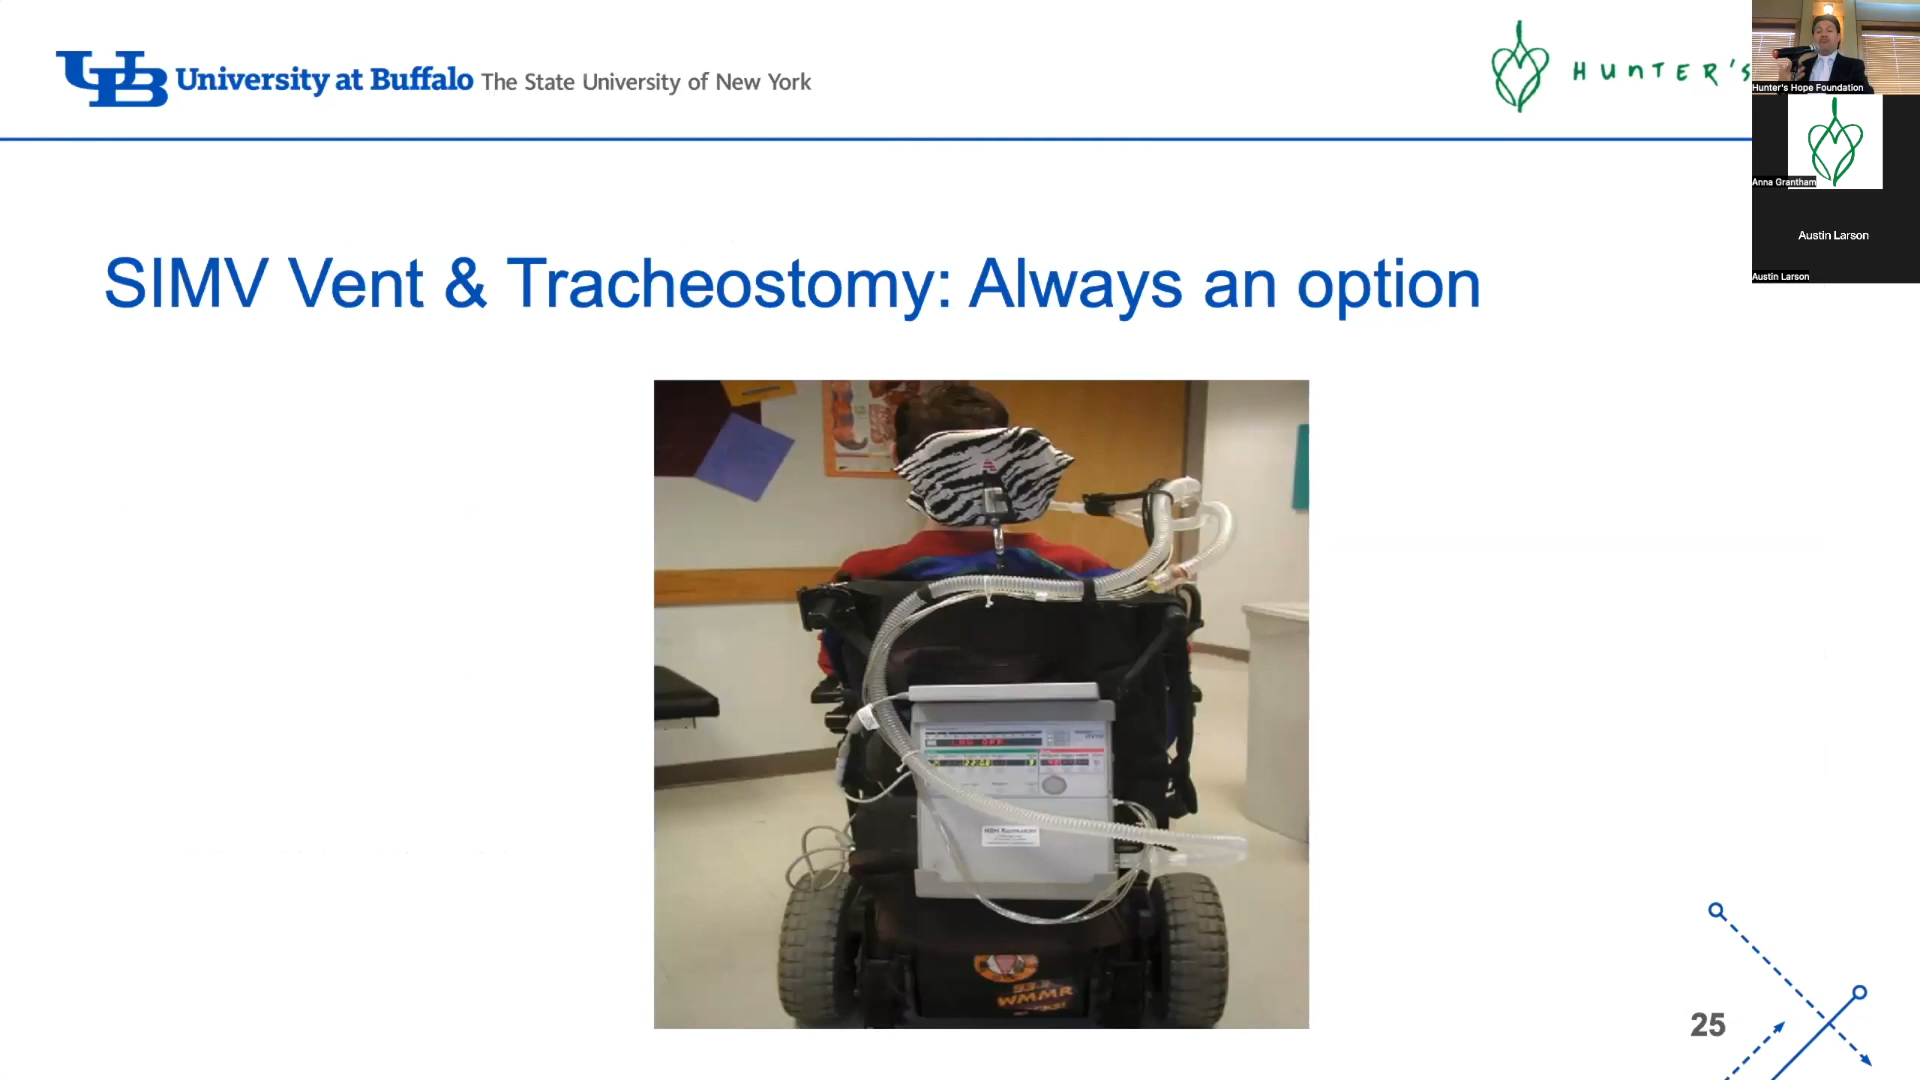 UB University at Buffalo The State University of New York
HUNTER'S
Hunter's Hope Foundation
Anna Grantham
Austin Larson
Austin Larson
SIMV Vent & Tracheostomy: Always an option
WMMR
25